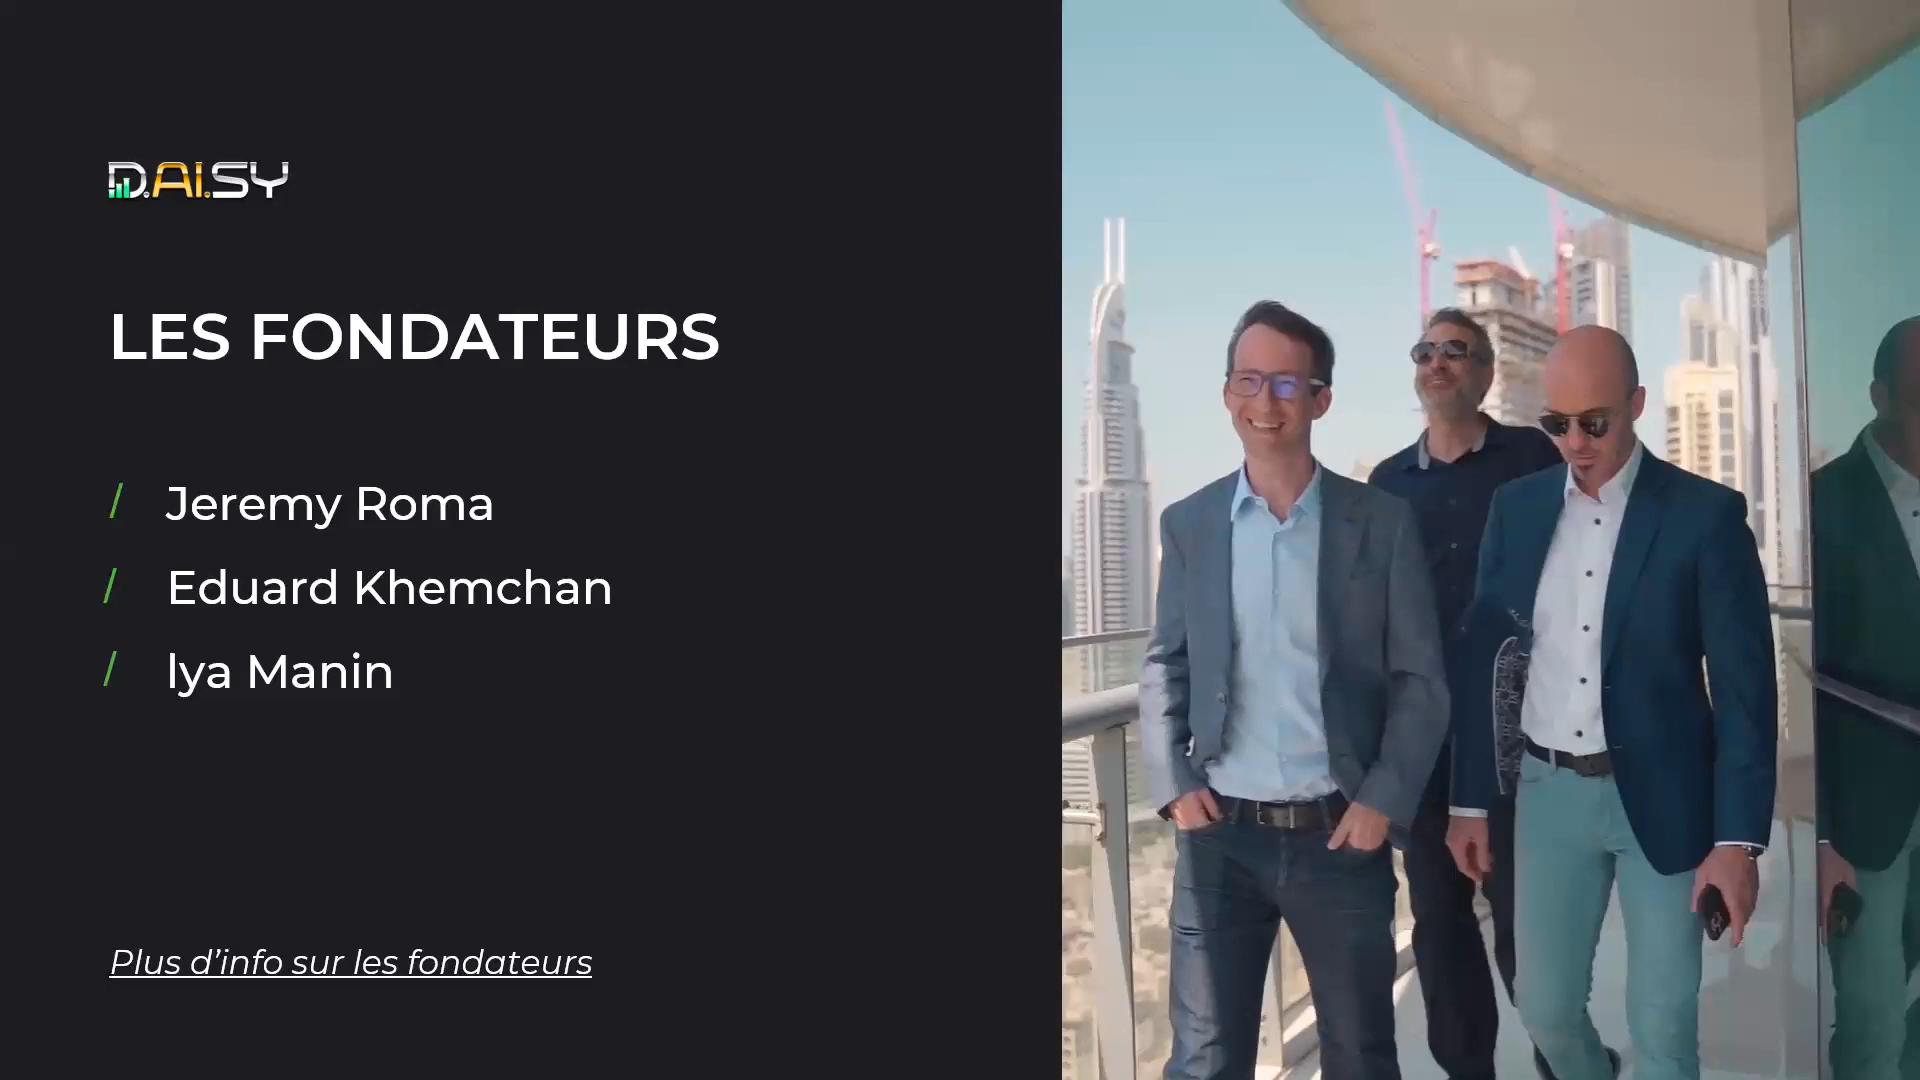 D.AI.SY
LES FONDATEURS
/ Jeremy Roma
/ Eduard Khemchan
/ lya Manin
Plus d’info sur les fondateurs